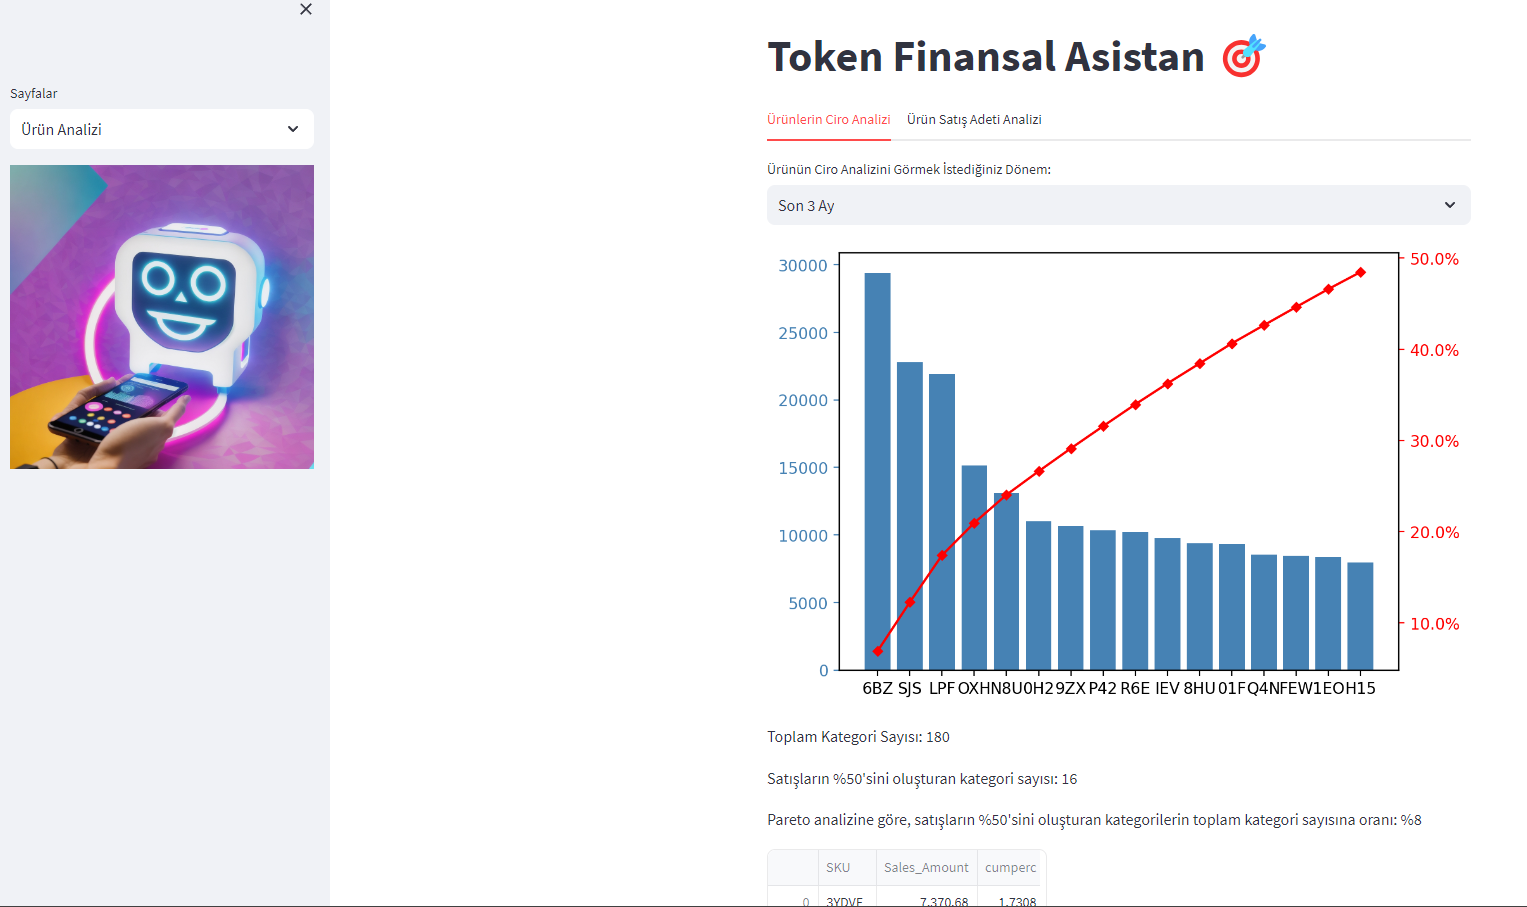 Sayfalar
Ürün Analizi
Token Finansal Asistan
Ürünlerin Ciro Analizi Ürün Satış Adeti Analizi
Ürünün Ciro Analizini Görmek İstediğiniz Dönem:
Son 3 Ay
30000
25000
20000
15000
10000
5000
0
50.0%
40.0%
30.0%
20.0%
10.0%
6BZ SJS LPF OXH N8U 0H2 9ZX P42 R6E IEV 8HU 01F Q4N FEW 1EO H15
Toplam Kategori Sayısı: 180
Satışların %50'sini oluşturan kategori sayısı: 16
Pareto analizine göre, satışların %50'sini oluşturan kategorilerin toplam kategori sayısına oranı: %8
SKU Sales_Amount cumperc
0 3YDVE 7,370.68 1.7308